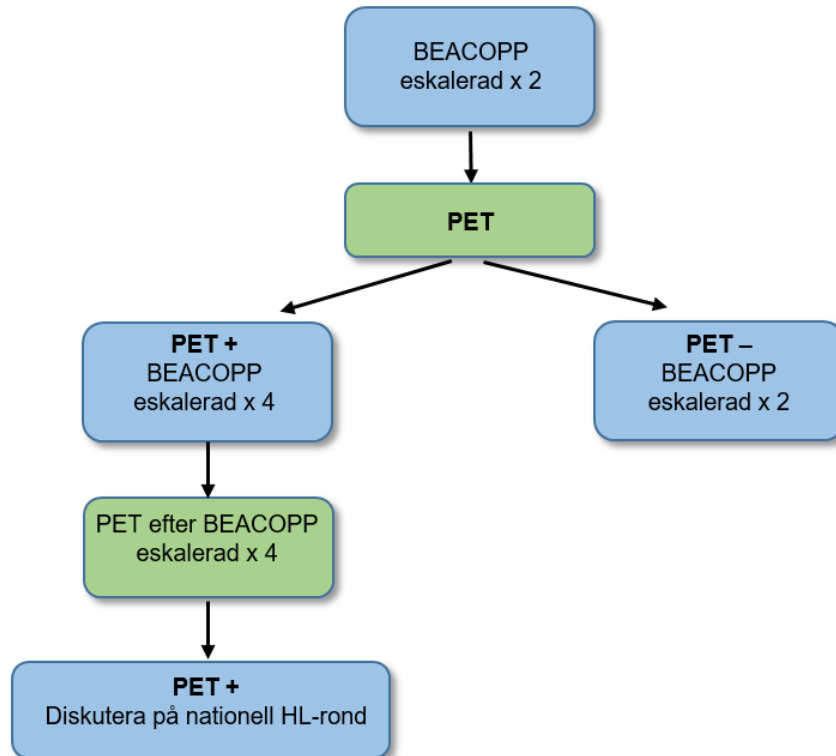 BEACOPP
eskalerad x 2
PET
PET +
BEACOPP
eskalerad x 4
PET –
BEACOPP
eskalerad x 2
PET efter BEACOPP
eskalerad x 4
PET +
Diskutera på nationell HL-rond